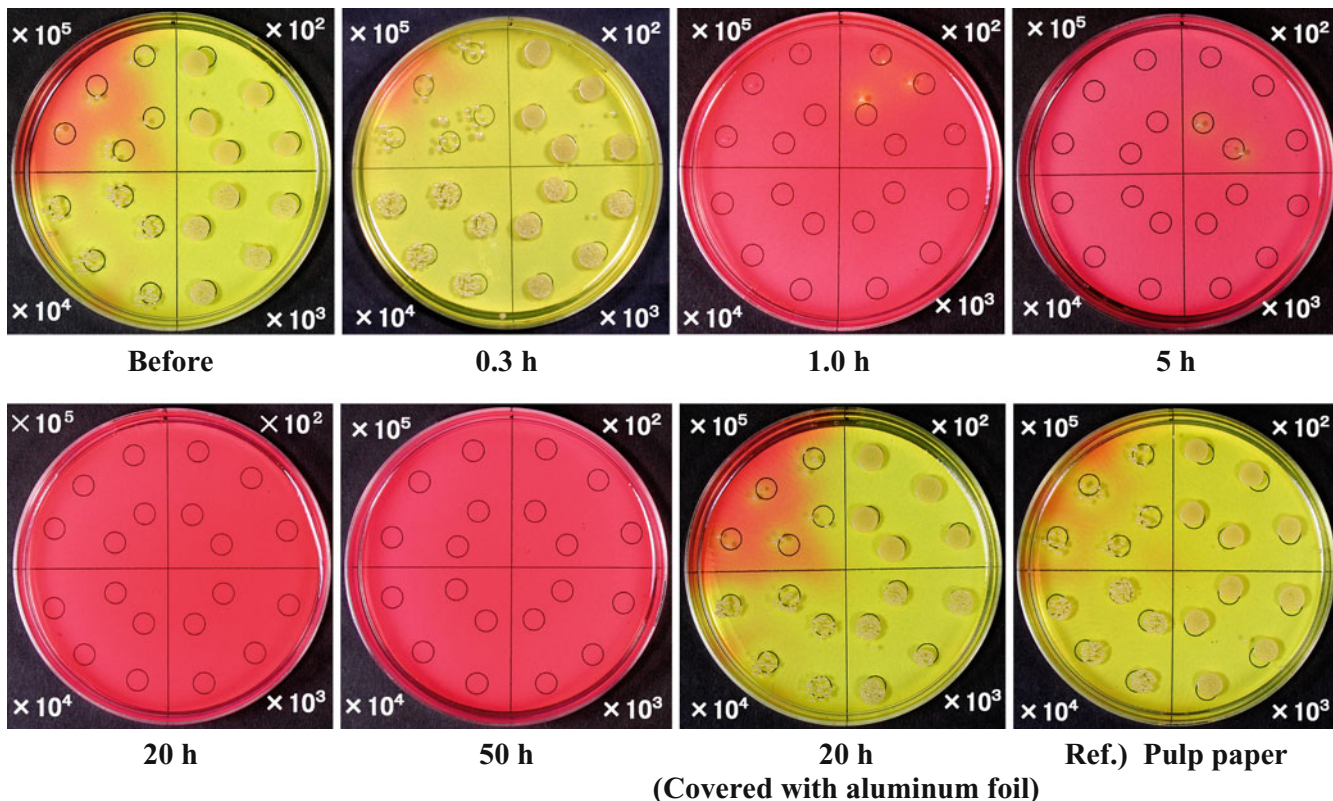 × 10⁵ × 10²
× 10⁴ × 10³
Before
× 10⁵ × 10²
× 10⁴ × 10³
0.3 h
× 10⁵ × 10²
× 10⁴ × 10³
1.0 h
× 10⁵ × 10²
× 10⁴ × 10³
5 h
× 10⁵ × 10²
× 10⁴ × 10³
20 h
× 10⁵ × 10²
× 10⁴ × 10³
50 h
× 10⁵ × 10²
× 10⁴ × 10³
20 h
(Covered with aluminum foil)
× 10⁵ × 10²
× 10⁴ × 10³
Ref.) Pulp paper